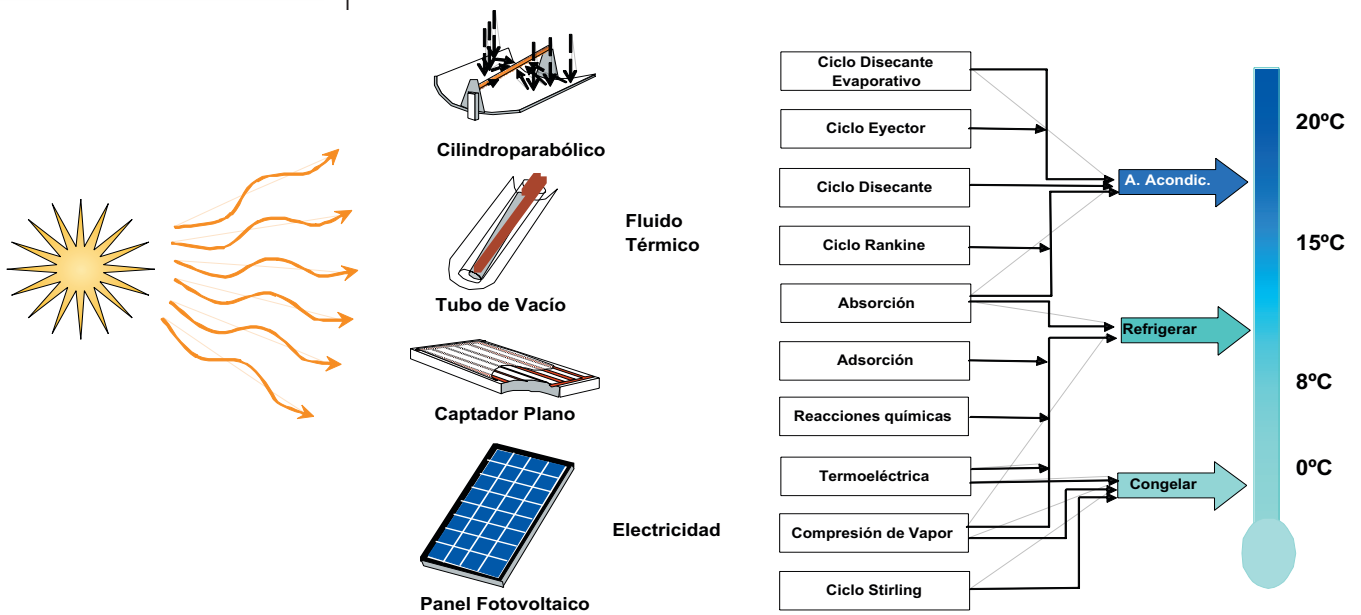 Cilindroparabólico
Tubo de Vacío
Captador Plano
Panel Fotovoltaico
Fluido
Térmico
Electricidad
Ciclo Disecante
Evaporativo
Ciclo Eyector
Ciclo Disecante
Ciclo Rankine
Absorción
Adsorción
Reacciones químicas
Termoeléctrica
Compresión de Vapor
Ciclo Stirling
A. Acondic.
Refrigerar
Congelar
20ºC
15ºC
8ºC
0ºC